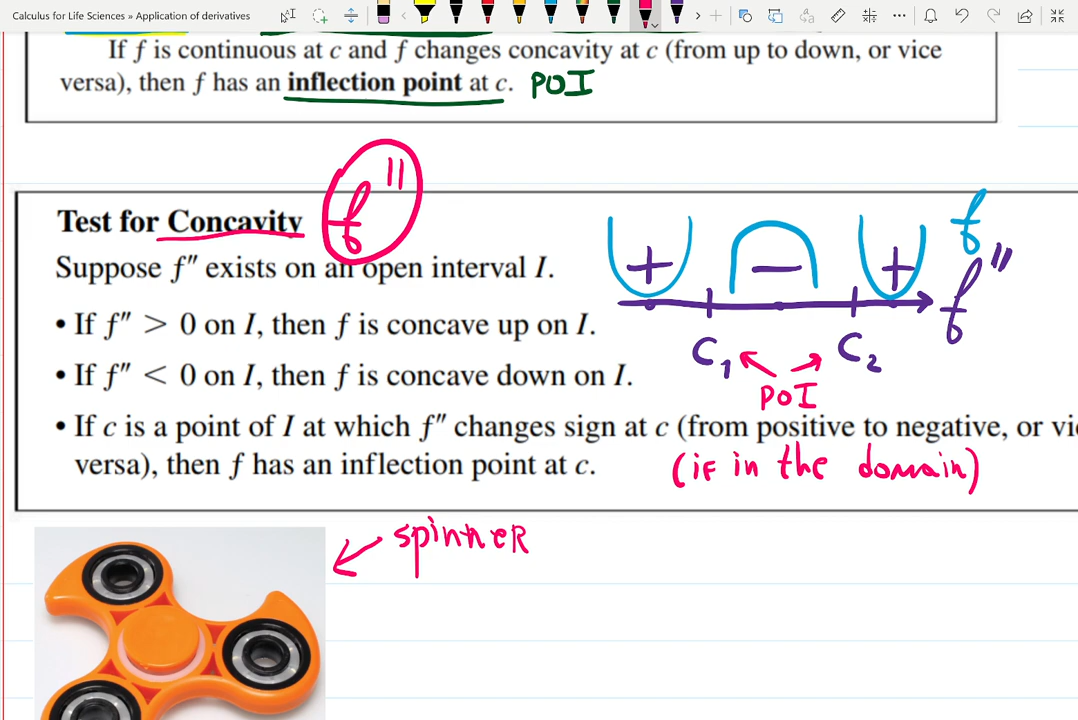 Calculus for Life Sciences » Application of derivatives
If f is continuous at c and f changes concavity at c (from up to down, or vice
versa), then f has an inflection point at c. POI
Test for Concavity f″
Suppose f″ exists on an open interval I.
• If f″ > 0 on I, then f is concave up on I.
• If f″ < 0 on I, then f is concave down on I.
• If c is a point of I at which f″ changes sign at c (from positive to negative, or vi
versa), then f has an inflection point at c.
f
+ − + f″
C₁ C₂
POI
(if in the domain)
spinneR